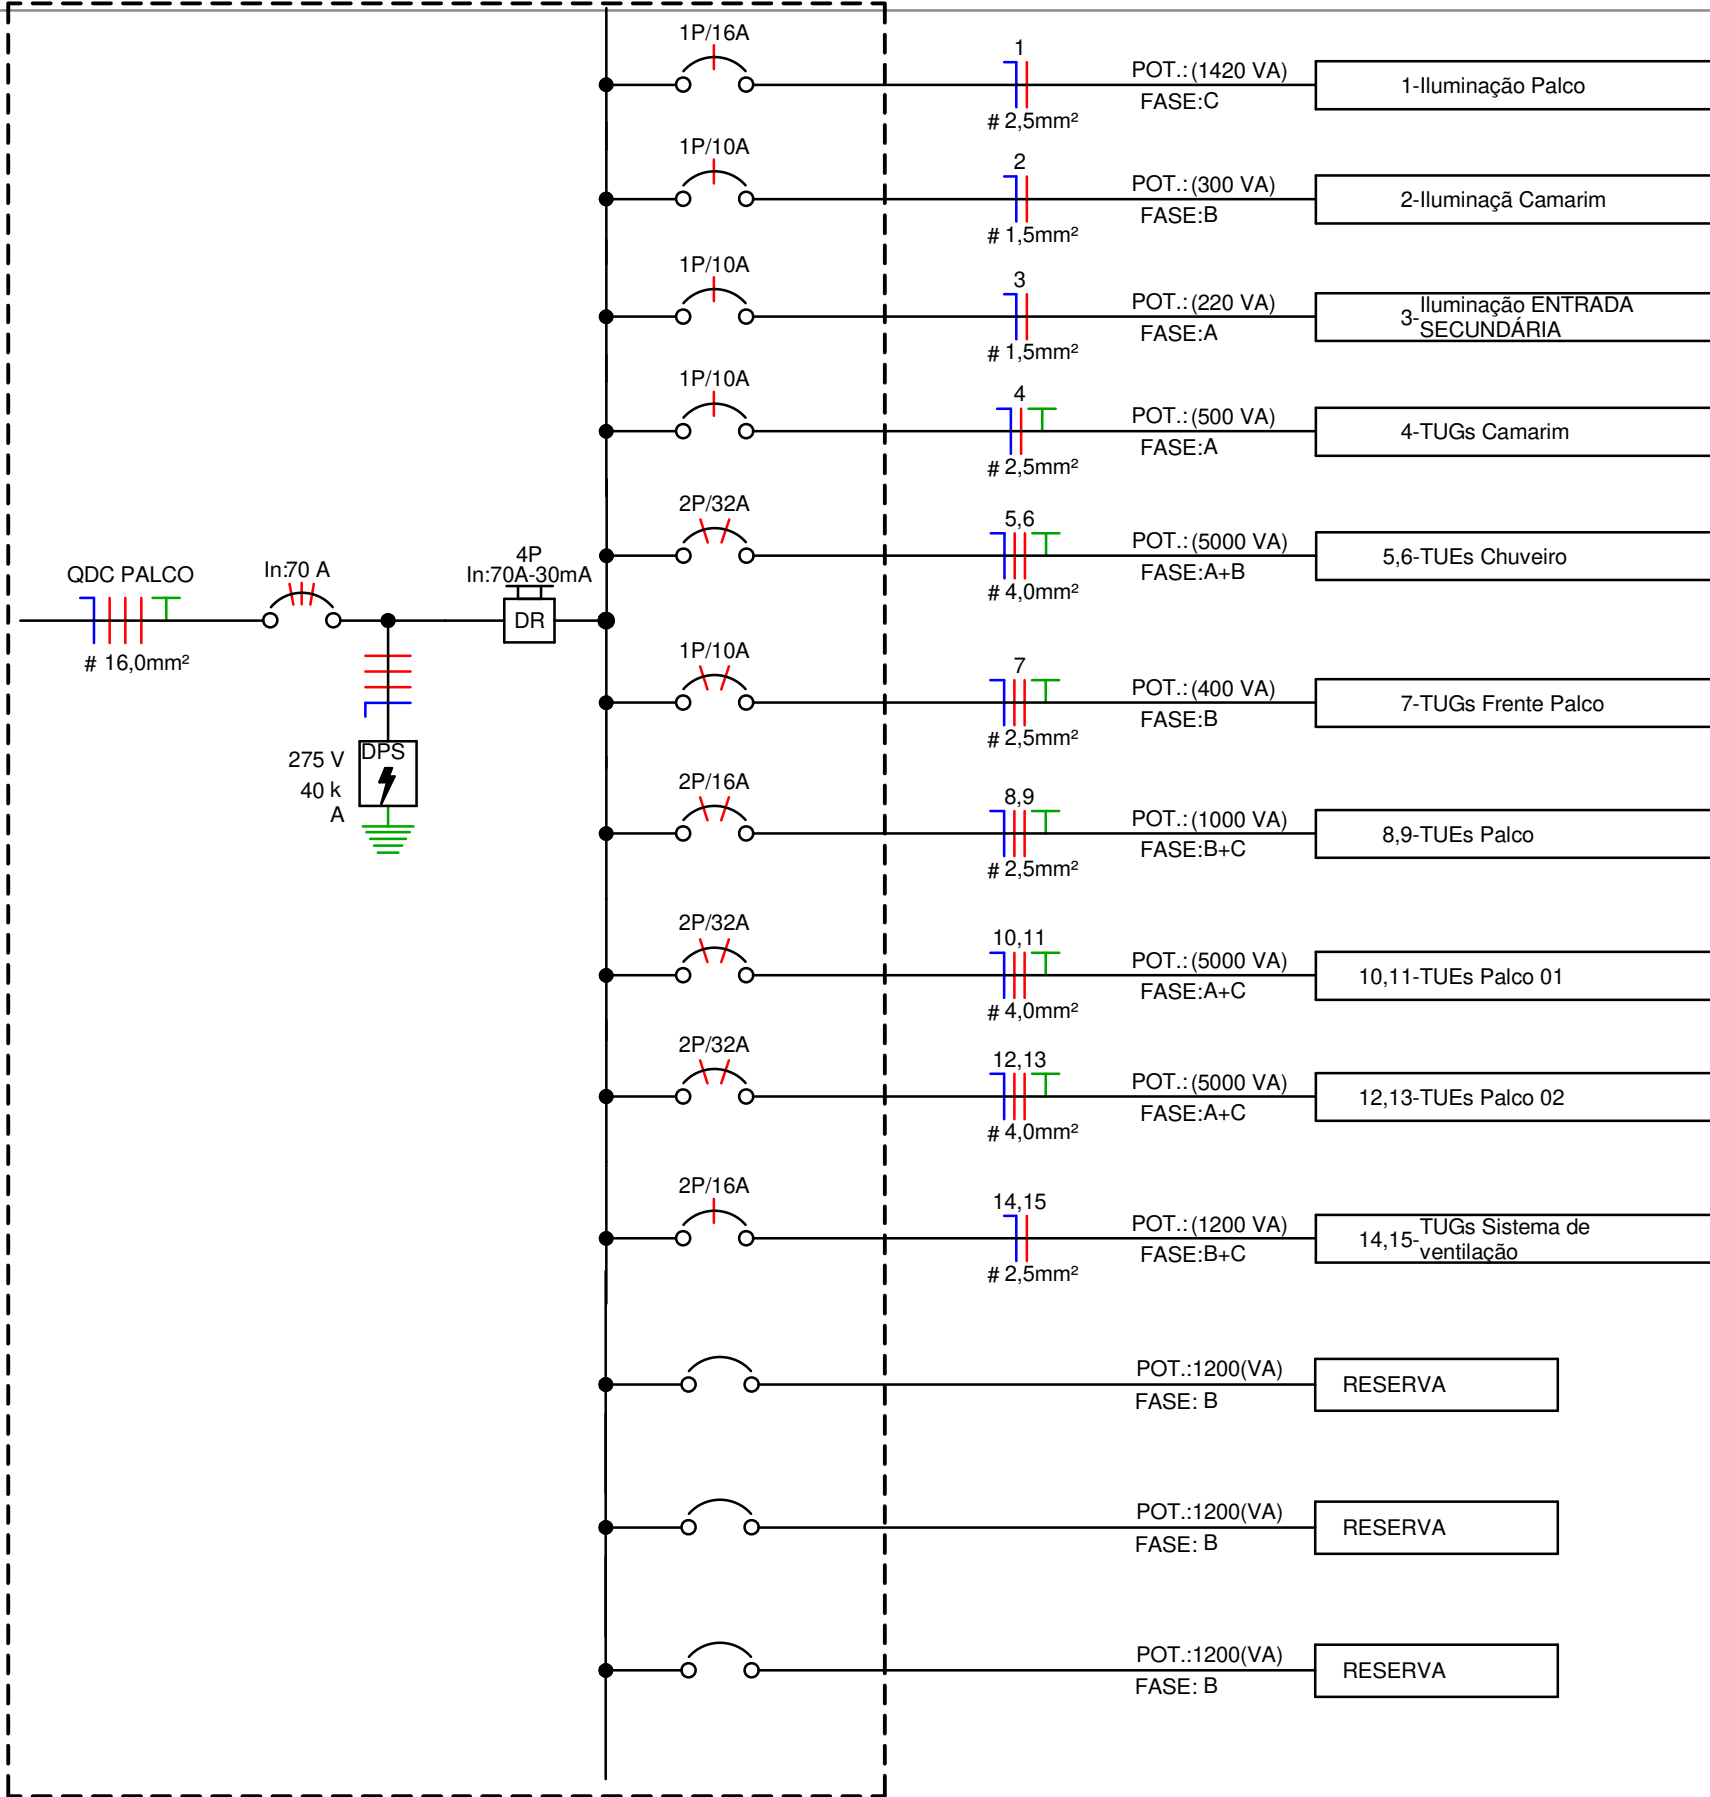 1P/16A
1
POT.: (1420 VA)
FASE:C
# 2,5mm²
1-Iluminação Palco
1P/10A
2
POT.: (300 VA)
FASE:B
# 1,5mm²
2-Iluminaçã Camarim
1P/10A
3
POT.: (220 VA)
FASE:A
# 1,5mm²
3-Iluminação ENTRADA
SECUNDÁRIA
1P/10A
4
POT.: (500 VA)
FASE:A
# 2,5mm²
4-TUGs Camarim
2P/32A
5,6
POT.: (5000 VA)
FASE:A+B
# 4,0mm²
5,6-TUEs Chuveiro
QDC PALCO
# 16,0mm²
In:70 A
4P
In:70A-30mA
DR
DPS
275 V
40 k
A
1P/10A
7
POT.: (400 VA)
FASE:B
# 2,5mm²
7-TUGs Frente Palco
2P/16A
8,9
POT.: (1000 VA)
FASE:B+C
# 2,5mm²
8,9-TUEs Palco
2P/32A
10,11
POT.: (5000 VA)
FASE:A+C
# 4,0mm²
10,11-TUEs Palco 01
2P/32A
12,13
POT.: (5000 VA)
FASE:A+C
# 4,0mm²
12,13-TUEs Palco 02
2P/16A
14,15
POT.: (1200 VA)
FASE:B+C
# 2,5mm²
14,15-TUGs Sistema de
ventilação
POT.:1200(VA)
FASE: B
RESERVA
POT.:1200(VA)
FASE: B
RESERVA
POT.:1200(VA)
FASE: B
RESERVA